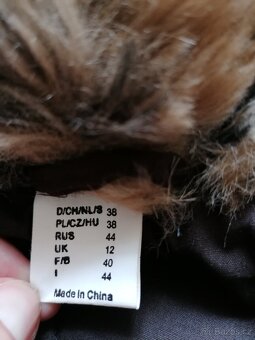 D/CH/NL/S 38
PL/CZ/HU 38
RUS 44
UK 12
F/B 40
I 44
Made in China